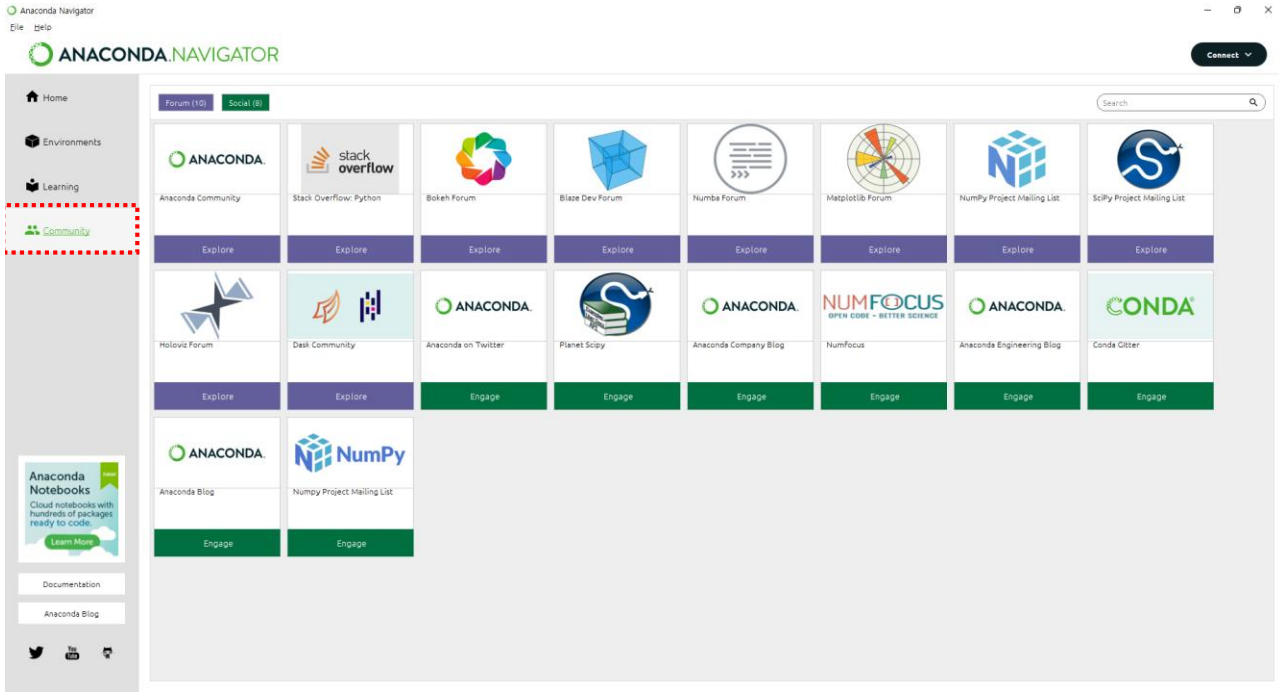 Anaconda Navigator
File Help
ANACONDA.NAVIGATOR
Connect
Home
Environments
Learning
Community
Forum (10) Social (8)
Search
ANACONDA.
stack
overflow
>>>
Anaconda Community
Stack Overflow: Python
Bokeh Forum
Blaze Dev Forum
Numba Forum
Matplotlib Forum
NumPy Project Mailing List
SciPy Project Mailing List
Explore Explore Explore Explore Explore Explore Explore Explore
ANACONDA.
ANACONDA.
NUMFOCUS
OPEN CODE - BETTER SCIENCE
ANACONDA.
CONDA
Holoviz Forum
Dask Community
Anaconda on Twitter
Planet Scipy
Anaconda Company Blog
Numfocus
Anaconda Engineering Blog
Conda Gitter
Explore Explore Engage Engage Engage Engage Engage Engage
ANACONDA.
NumPy
Anaconda Blog
Numpy Project Mailing List
Engage Engage
Anaconda
Notebooks
Cloud notebooks with
hundreds of packages
ready to code.
Learn More
Documentation
Anaconda Blog
You
Tube